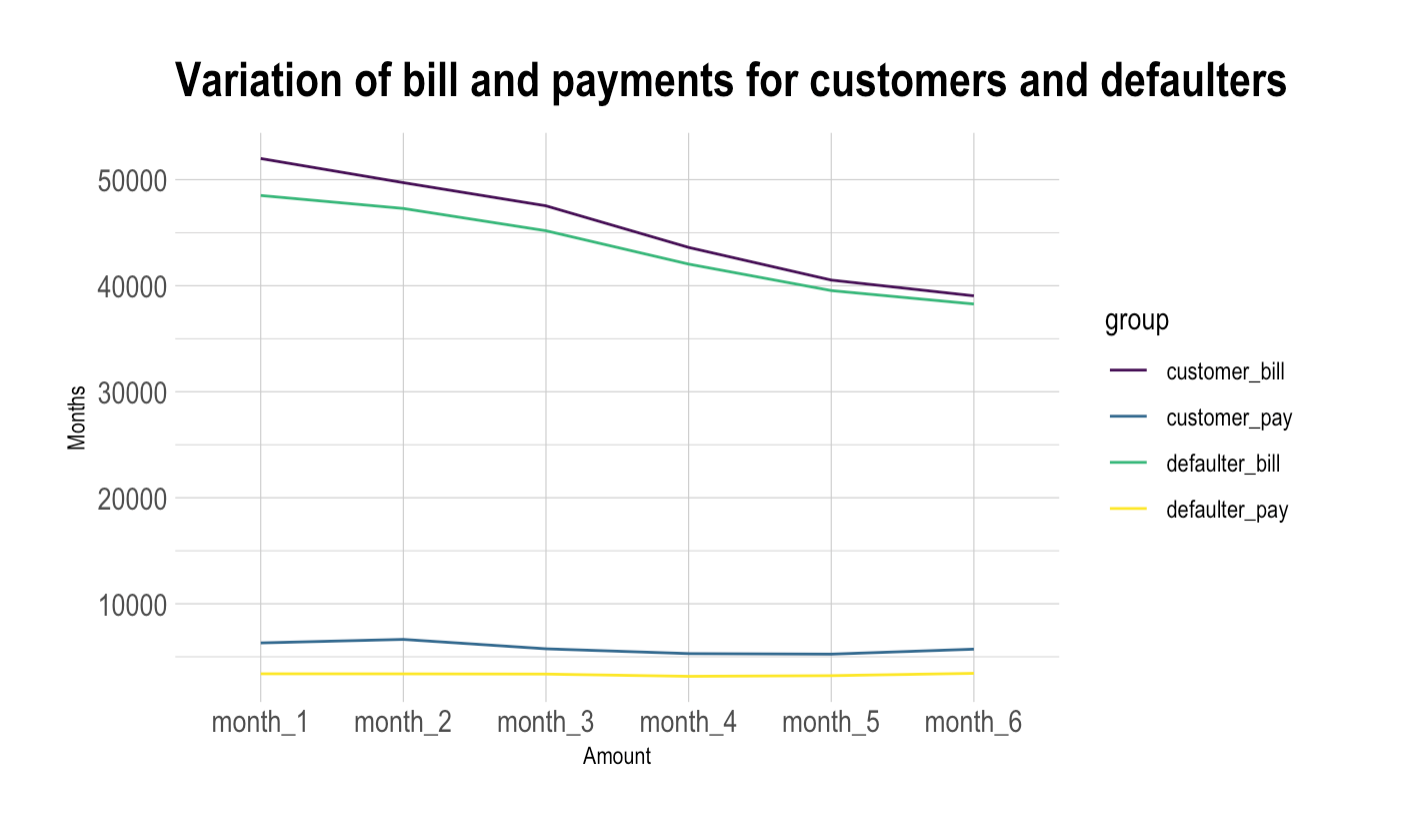 Variation of bill and payments for customers and defaulters
50000
40000
30000
20000
10000
Months
month_1 month_2 month_3 month_4 month_5 month_6
Amount
group
customer_bill
customer_pay
defaulter_bill
defaulter_pay